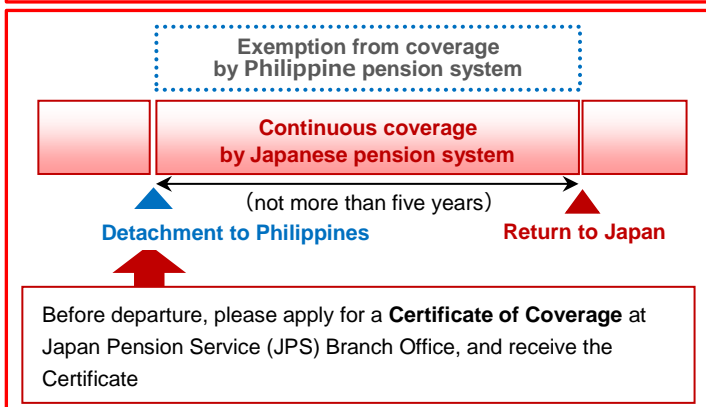 Exemption from coverage
by Philippine pension system
Continuous coverage
by Japanese pension system
(not more than five years)
Detachment to Philippines
Return to Japan
Before departure, please apply for a Certificate of Coverage at
Japan Pension Service (JPS) Branch Office, and receive the
Certificate